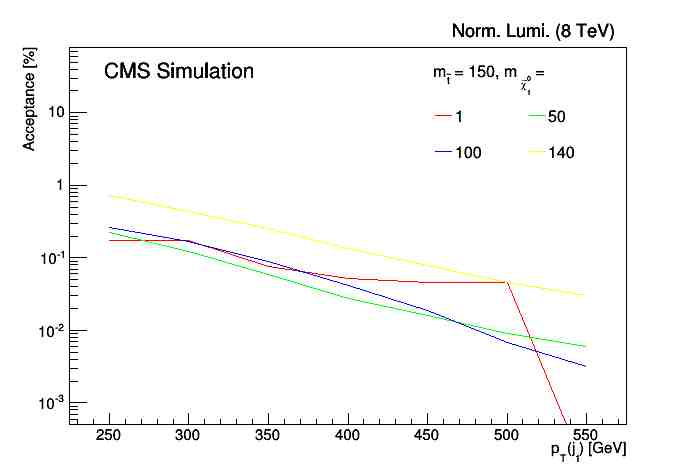 Norm. Lumi. (8 TeV)
CMS Simulation
m_t̃ = 150, m_χ̃⁰₁ =
1
50
100
140
Acceptance [%]
10
1
10⁻¹
10⁻²
10⁻³
250 300 350 400 450 500 550
p_T(j_1) [GeV]